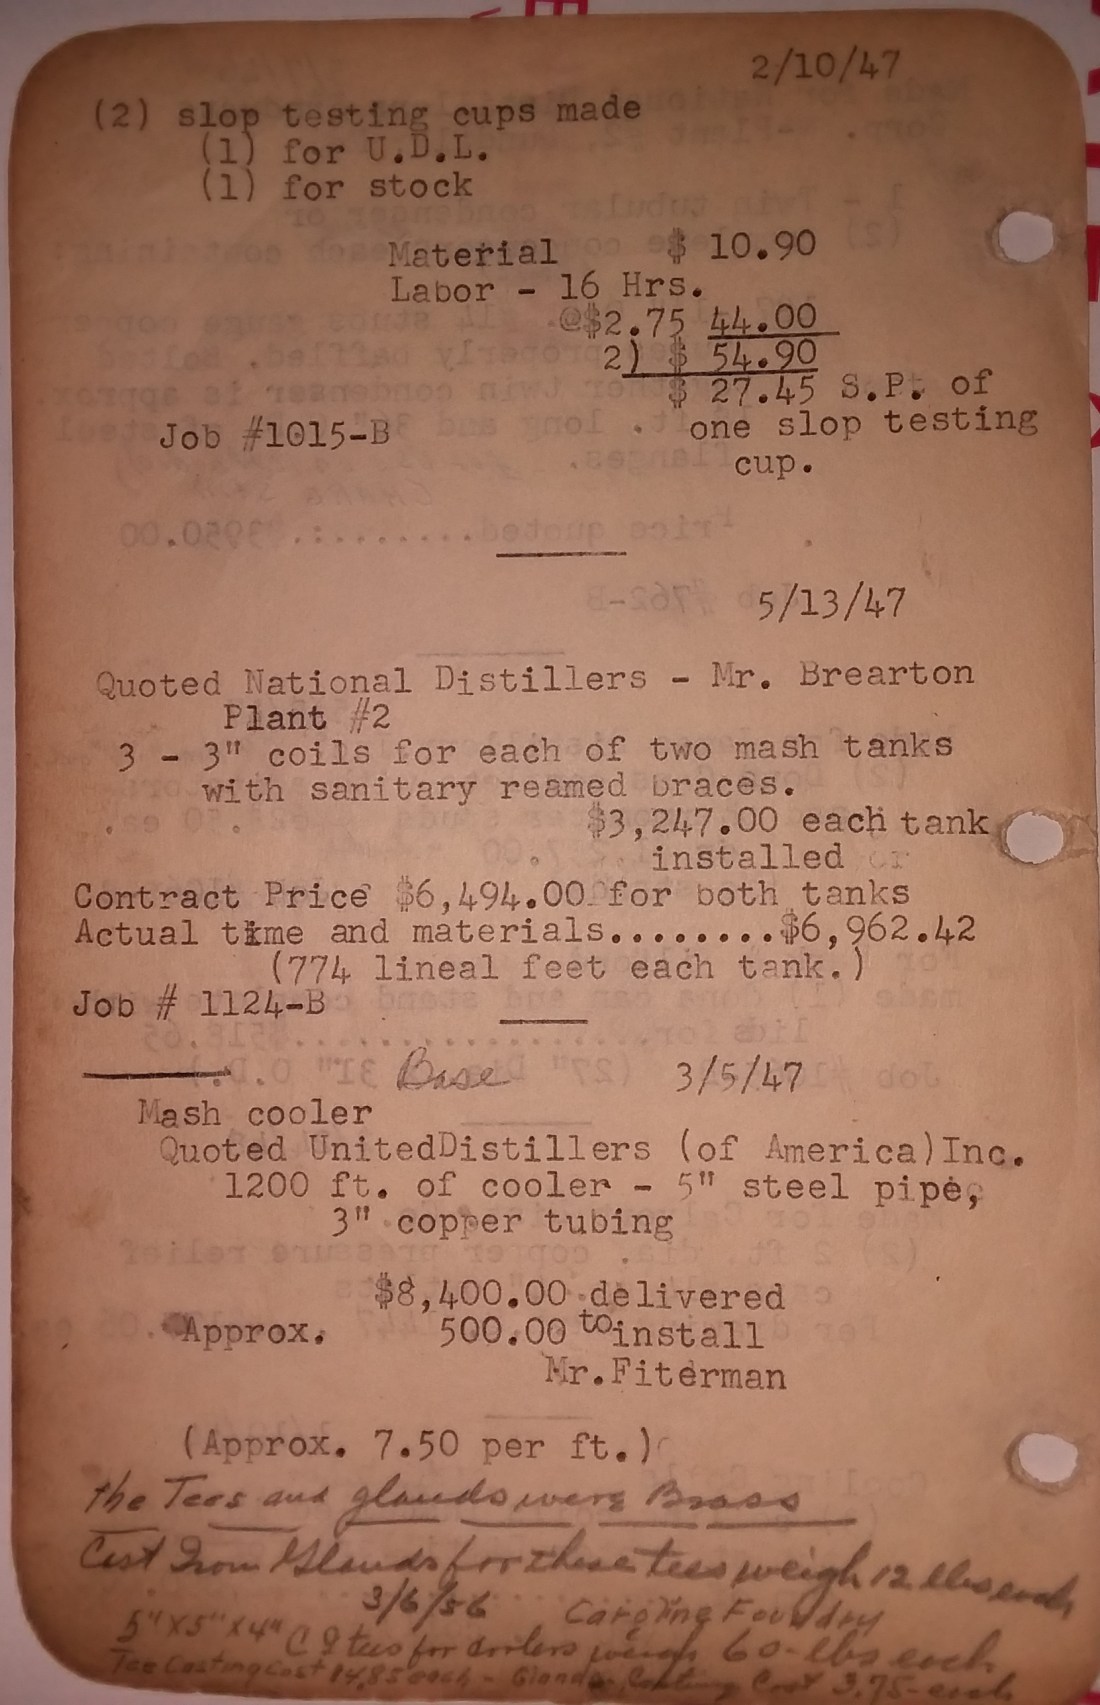 2/10/47
(2) slop testing cups made
(1) for U.D.L.
(1) for stock
Material $ 10.90
Labor - 16 Hrs.
@$2.75 44.00
2) $ 54.90
$ 27.45 S.P. of
Job #1015-B one slop testing
cup.
5/13/47
Quoted National Distillers - Mr. Brearton
Plant #2
3 - 3" coils for each of two mash tanks
with sanitary reamed braces.
$3,247.00 each tank
installed
Contract Price $6,494.00 for both tanks
Actual time and materials........$6,962.42
(774 lineal feet each tank.)
Job # 1124-B
Base 3/5/47
Mash cooler
Quoted UnitedDistillers (of America)Inc.
1200 ft. of cooler - 5" steel pipe,
3" copper tubing
$8,400.00 delivered
Approx. 500.00 to install
Mr.Fiterman
(Approx. 7.50 per ft.)
the Tees and glands were Brass
Cast Iron Glands for these tees weigh 12 lbs each
3/6/56 Foundry
5" X 5" X 4" C I tees for coolers weigh 60-lbs each
Tee Casting Cost 14.85 each - Glands Casting Cost 3.75-each